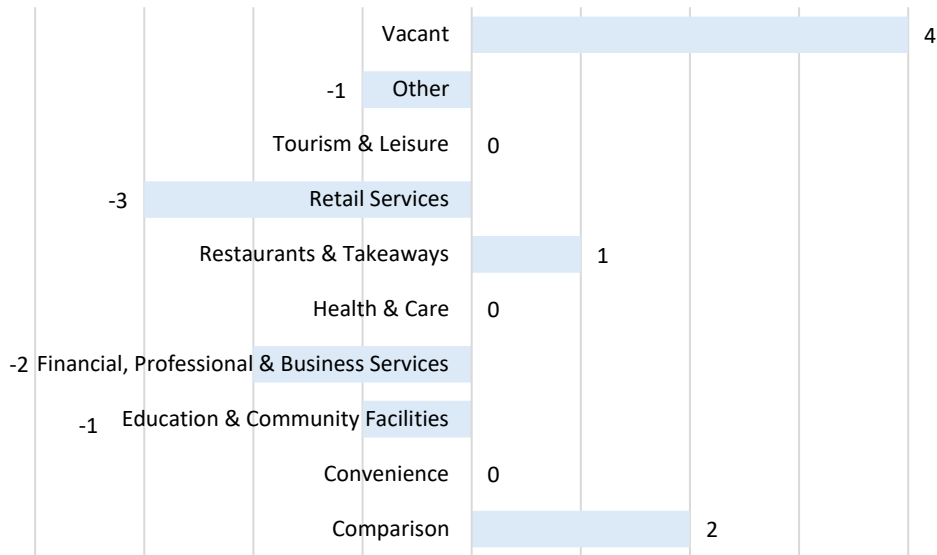 Vacant 4
-1 Other
Tourism & Leisure 0
-3 Retail Services
Restaurants & Takeaways 1
Health & Care 0
-2 Financial, Professional & Business Services
-1 Education & Community Facilities
Convenience 0
Comparison 2